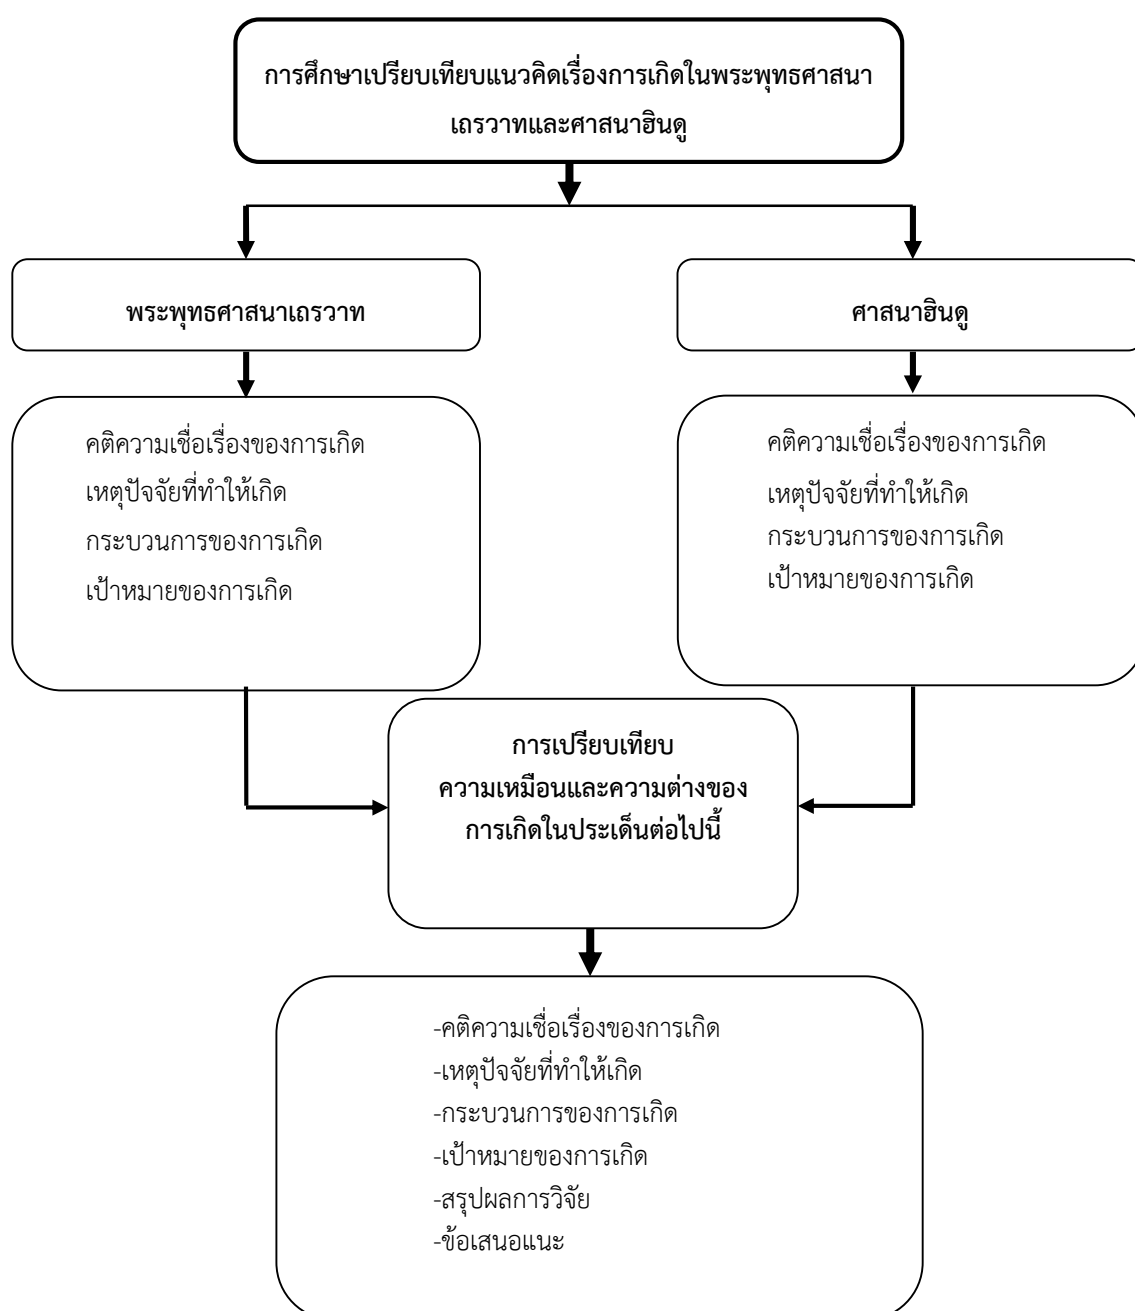 การศึกษาเปรียบเทียบแนวคิดเรื่องการเกิดในพระพุทธศาสนา
เถรวาทและศาสนาฮินดู
พระพุทธศาสนาเถรวาท
ศาสนาฮินดู
คติความเชื่อเรื่องของการเกิด
เหตุปัจจัยที่ทำให้เกิด
กระบวนการของการเกิด
เป้าหมายของการเกิด
คติความเชื่อเรื่องของการเกิด
เหตุปัจจัยที่ทำให้เกิด
กระบวนการของการเกิด
เป้าหมายของการเกิด
การเปรียบเทียบ
ความเหมือนและความต่างของ
การเกิดในประเด็นต่อไปนี้
-คติความเชื่อเรื่องของการเกิด
-เหตุปัจจัยที่ทำให้เกิด
-กระบวนการของการเกิด
-เป้าหมายของการเกิด
-สรุปผลการวิจัย
-ข้อเสนอแนะ